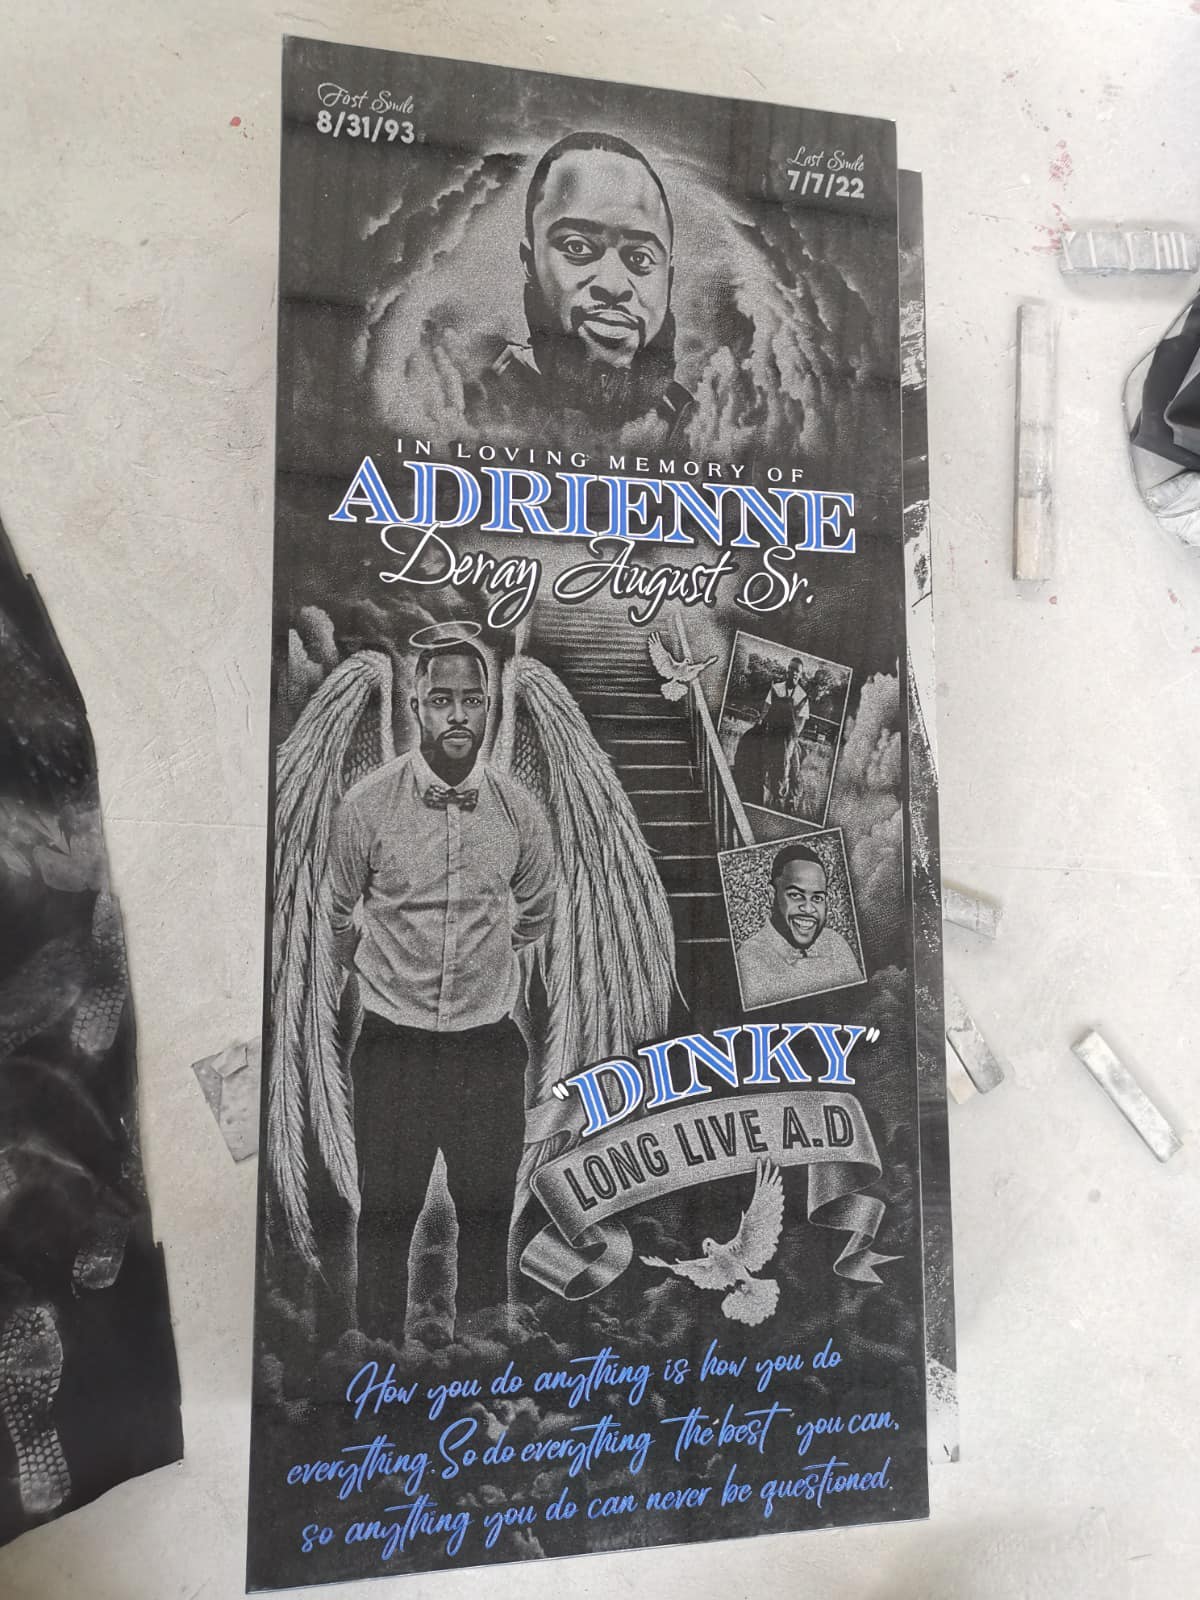 First Smile
8/31/93
Last Smile
7/7/22
IN LOVING MEMORY OF
ADRIENNE
Deray August Sr.
"DINKY"
LONG LIVE A.D
How you do anything is how you do
everything. So do everything the best you can,
so anything you do can never be questioned.